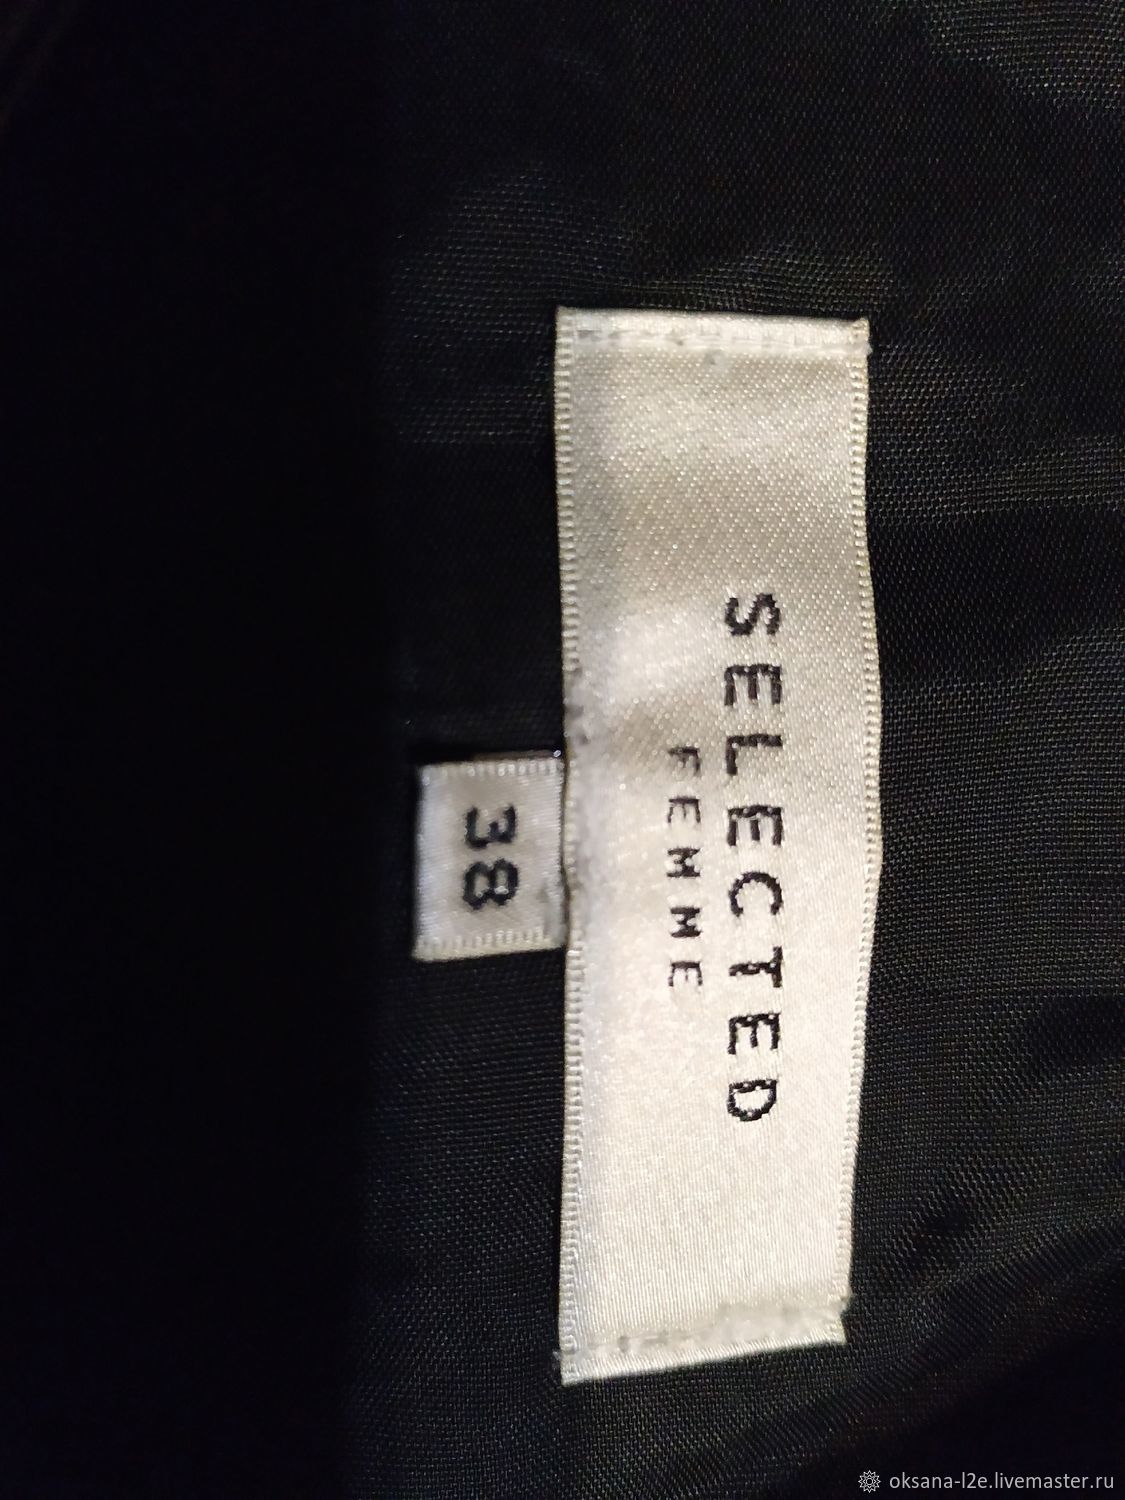 SELECTED
FEMME
38
oksana-l2e.livemaster.ru